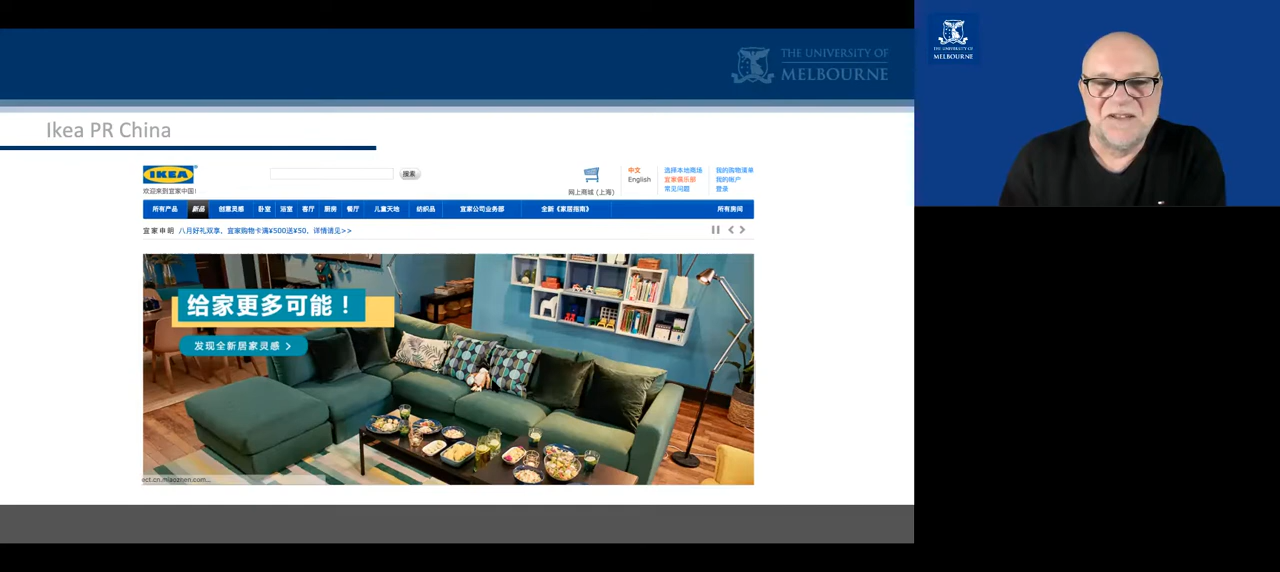 THE UNIVERSITY OF
MELBOURNE
THE UNIVERSITY OF
MELBOURNE
Ikea PR China
IKEA
欢迎来到宜家中国!
搜索
网上商城 (上海)
中文
English
选择本地商场
宜家俱乐部
常见问题
我的购物清单
我的帐户
登录
所有产品 新品 创意灵感 卧室 浴室 客厅 厨房 餐厅 儿童天地 纺织品 宜家公司业务部 全新《家居指南》 所有房间
宜家申明 八月好礼双享，宜家购物卡满¥500送¥50，详情请见>>
给家更多可能！
发现全新居家灵感 >